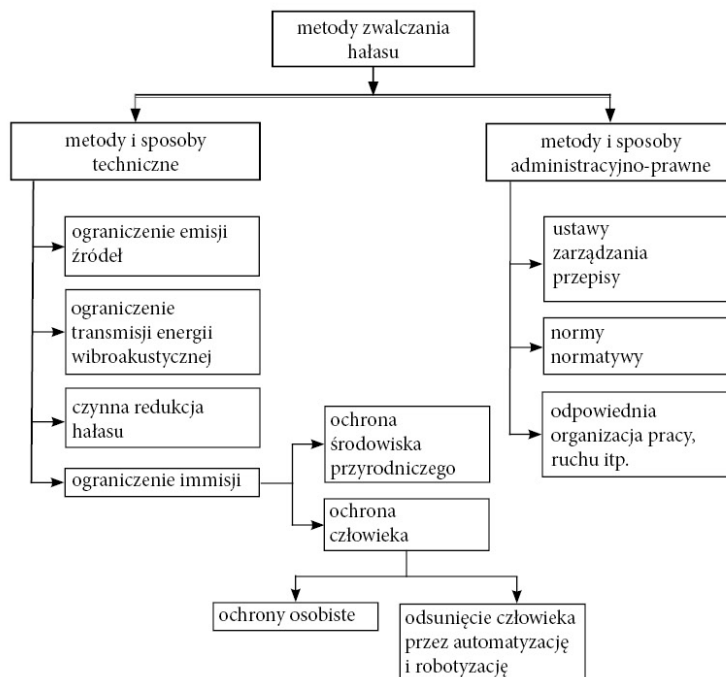 metody zwalczania
hałasu
metody i sposoby
techniczne
metody i sposoby
administracyjno-prawne
ograniczenie emisji
źródeł
ograniczenie
transmisji energii
wibroakustycznej
czynna redukcja
hałasu
ograniczenie immisji
ochrona
środowiska
przyrodniczego
ochrona
człowieka
ochrony osobiste
odsunięcie człowieka
przez automatyzację
i robotyzację
ustawy
zarządzania
przepisy
normy
normatywy
odpowiednia
organizacja pracy,
ruchu itp.